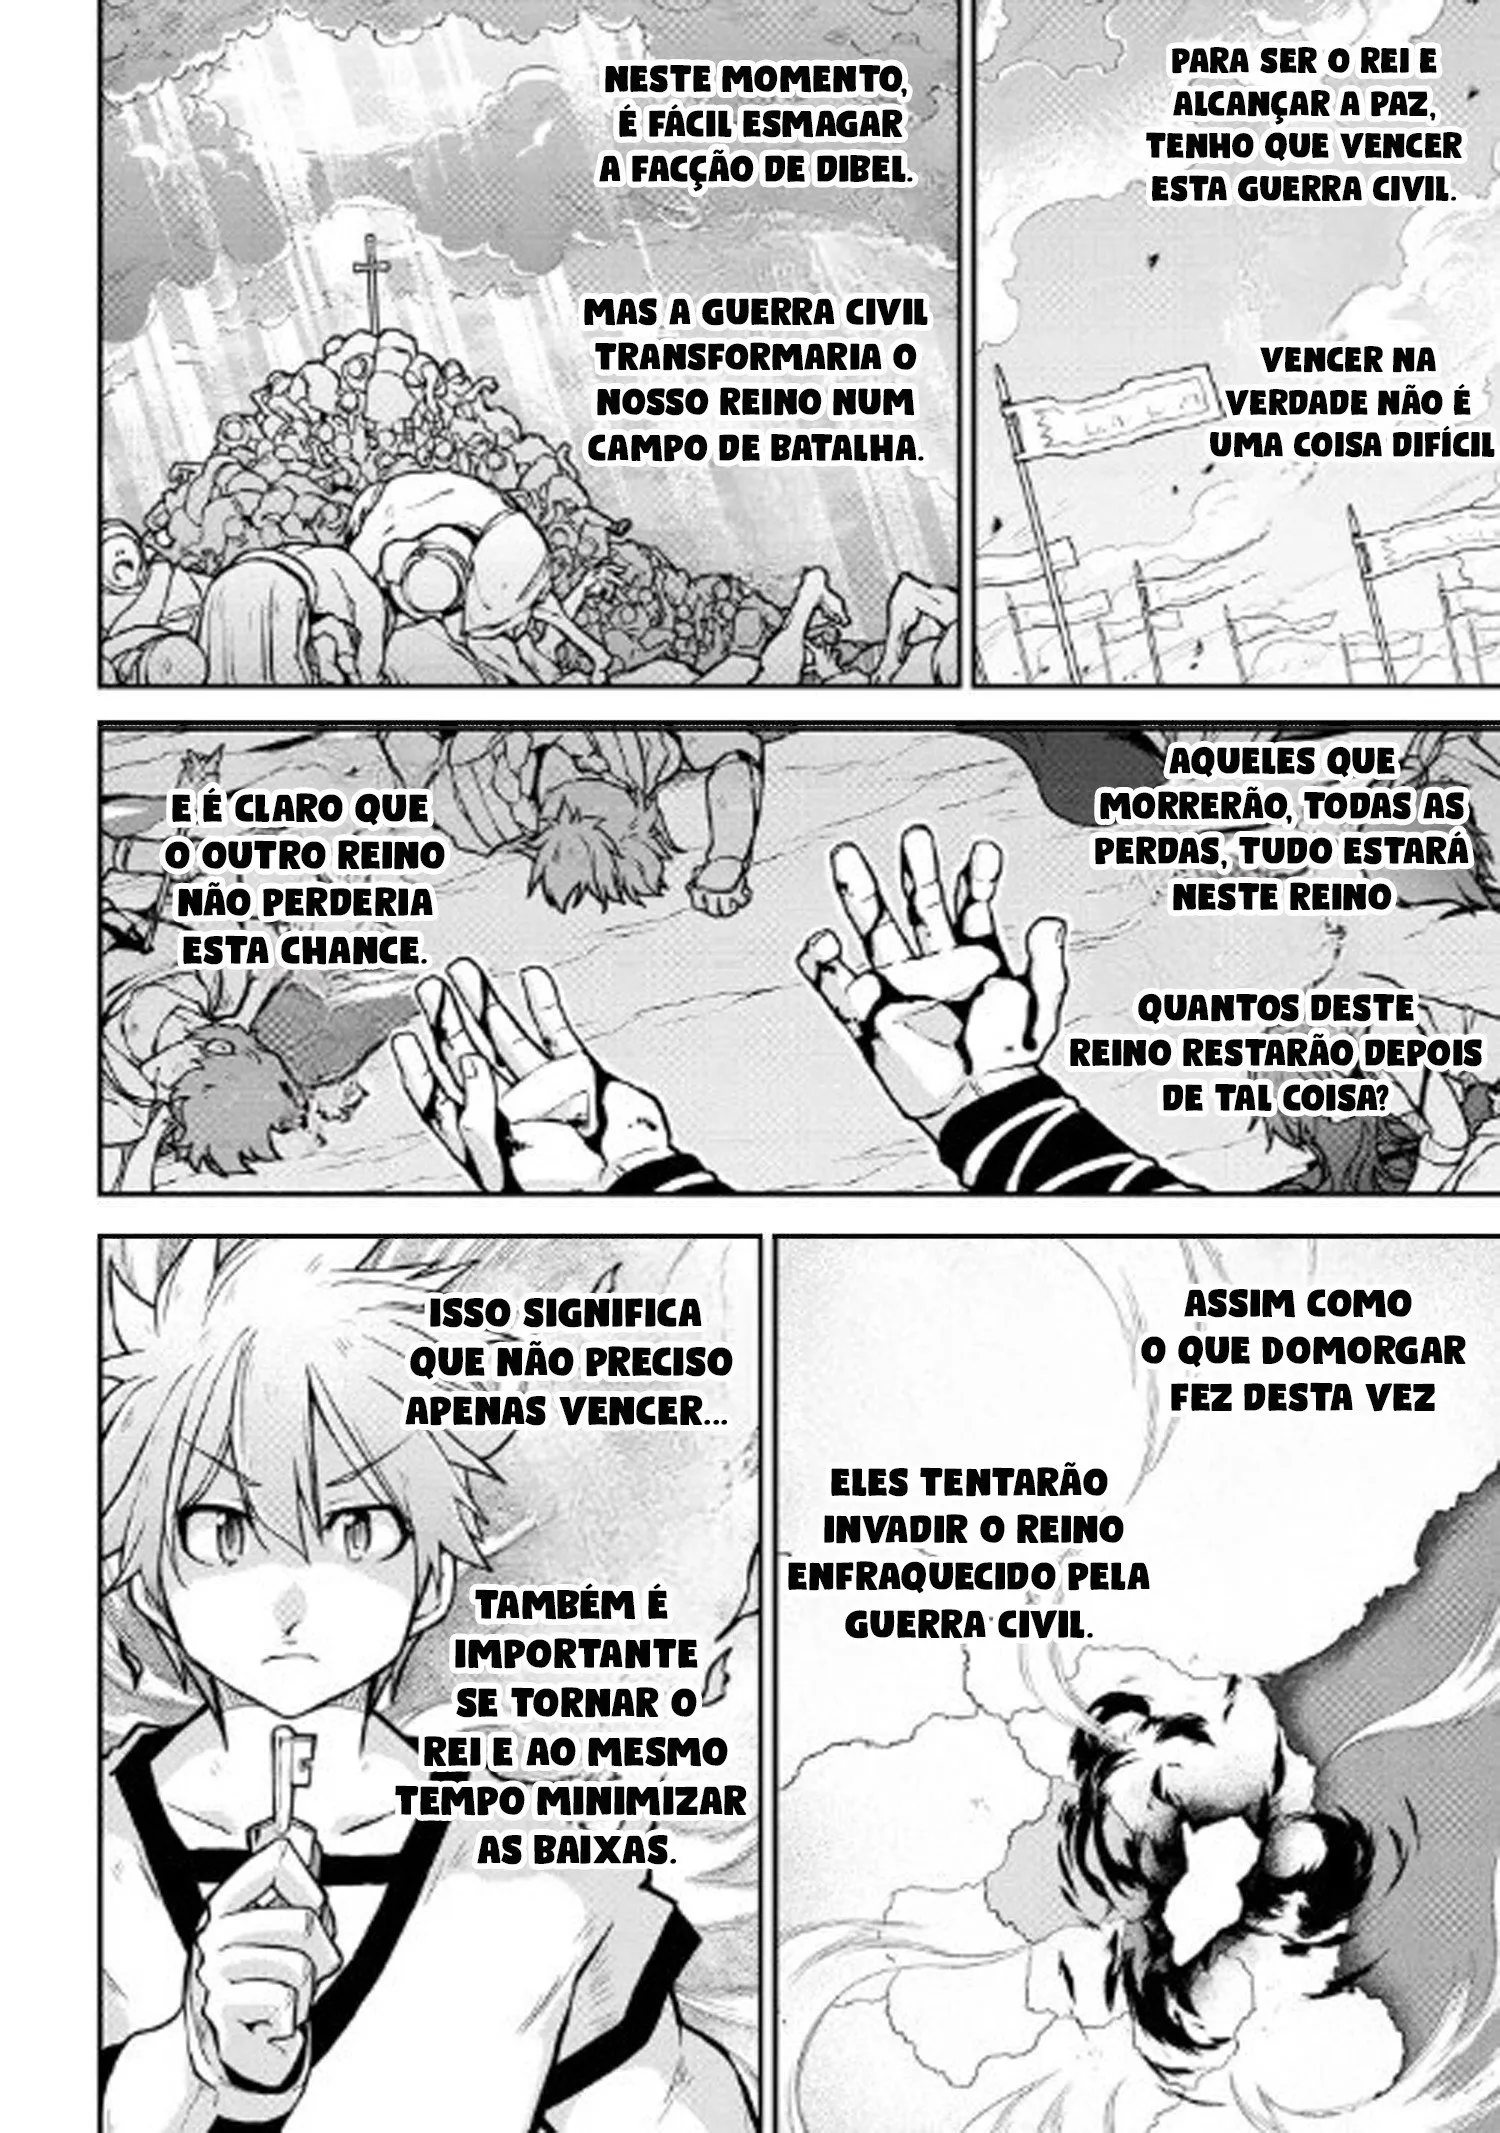 PARA SER O REI E
ALCANÇAR A PAZ,
TENHO QUE VENCER
ESTA GUERRA CIVIL.
VENCER NA
VERDADE NÃO É
UMA COISA DIFÍCIL
NESTE MOMENTO,
É FÁCIL ESMAGAR
A FACÇÃO DE DIBEL.
MAS A GUERRA CIVIL
TRANSFORMARIA O
NOSSO REINO NUM
CAMPO DE BATALHA.
AQUELES QUE
MORRERÃO, TODAS AS
PERDAS, TUDO ESTARÁ
NESTE REINO
QUANTOS DESTE
REINO RESTARÃO DEPOIS
DE TAL COISA?
E É CLARO QUE
O OUTRO REINO
NÃO PERDERIA
ESTA CHANCE.
ASSIM COMO
O QUE DOMORGAR
FEZ DESTA VEZ
ELES TENTARÃO
INVADIR O REINO
ENFRAQUECIDO PELA
GUERRA CIVIL.
ISSO SIGNIFICA
QUE NÃO PRECISO
APENAS VENCER...
TAMBÉM É
IMPORTANTE
SE TORNAR O
REI E AO MESMO
TEMPO MINIMIZAR
AS BAIXAS.